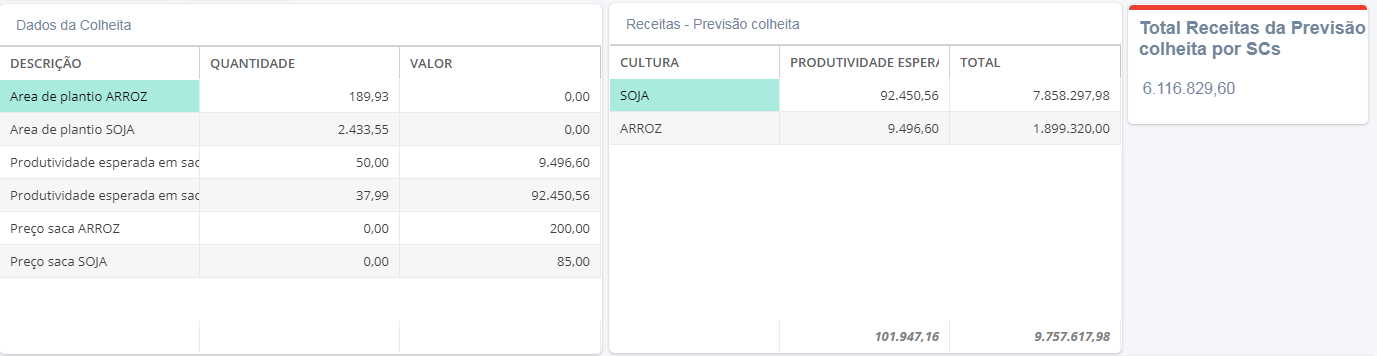 Dados da Colheita
DESCRIÇÃO QUANTIDADE VALOR
Area de plantio ARROZ 189,93 0,00
Area de plantio SOJA 2.433,55 0,00
Produtividade esperada em sac 50,00 9.496,60
Produtividade esperada em sac 37,99 92.450,56
Preço saca ARROZ 0,00 200,00
Preço saca SOJA 0,00 85,00
Receitas - Previsão colheita
CULTURA PRODUTIVIDADE ESPERA TOTAL
SOJA 92.450,56 7.858.297,98
ARROZ 9.496,60 1.899.320,00
101.947,16 9.757.617,98
Total Receitas da Previsão
colheita por SCs
6.116.829,60